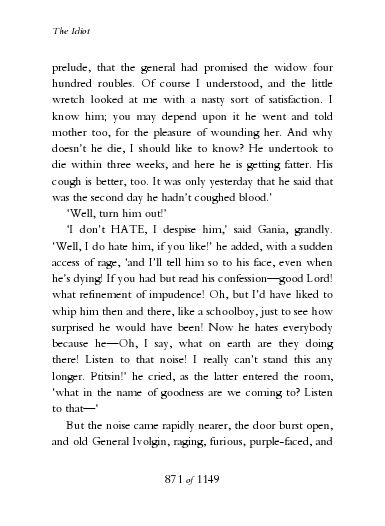 The Idiot
prelude, that the general had promised the widow four
hundred roubles. Of course I understood, and the little
wretch looked at me with a nasty sort of satisfaction. I
know him; you may depend upon it he went and told
mother too, for the pleasure of wounding her. And why
doesn’t he die, I should like to know? He undertook to
die within three weeks, and here he is getting fatter. His
cough is better, too. It was only yesterday that he said that
was the second day he hadn’t coughed blood.’
‘Well, turn him out!’
‘I don’t HATE, I despise him,’ said Gania, grandly.
‘Well, I do hate him, if you like!’ he added, with a sudden
access of rage, ‘and I’ll tell him so to his face, even when
he’s dying! If you had but read his confession—good Lord!
what refinement of impudence! Oh, but I’d have liked to
whip him then and there, like a schoolboy, just to see how
surprised he would have been! Now he hates everybody
because he—Oh, I say, what on earth are they doing
there! Listen to that noise! I really can’t stand this any
longer. Ptitsin!’ he cried, as the latter entered the room,
‘what in the name of goodness are we coming to? Listen
to that—’
But the noise came rapidly nearer, the door burst open,
and old General Ivolgin, raging, furious, purple-faced, and
871 of 1149